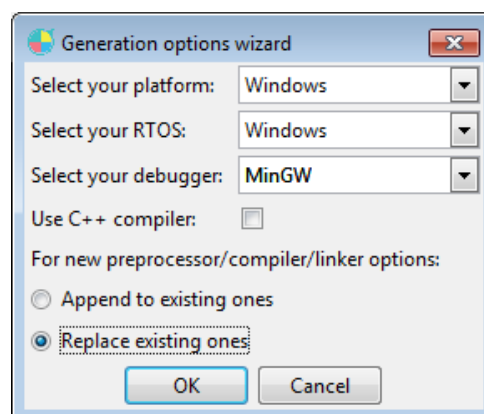 Generation options wizard
Select your platform: Windows
Select your RTOS: Windows
Select your debugger: MinGW
Use C++ compiler:
For new preprocessor/compiler/linker options:
Append to existing ones
Replace existing ones
OK Cancel